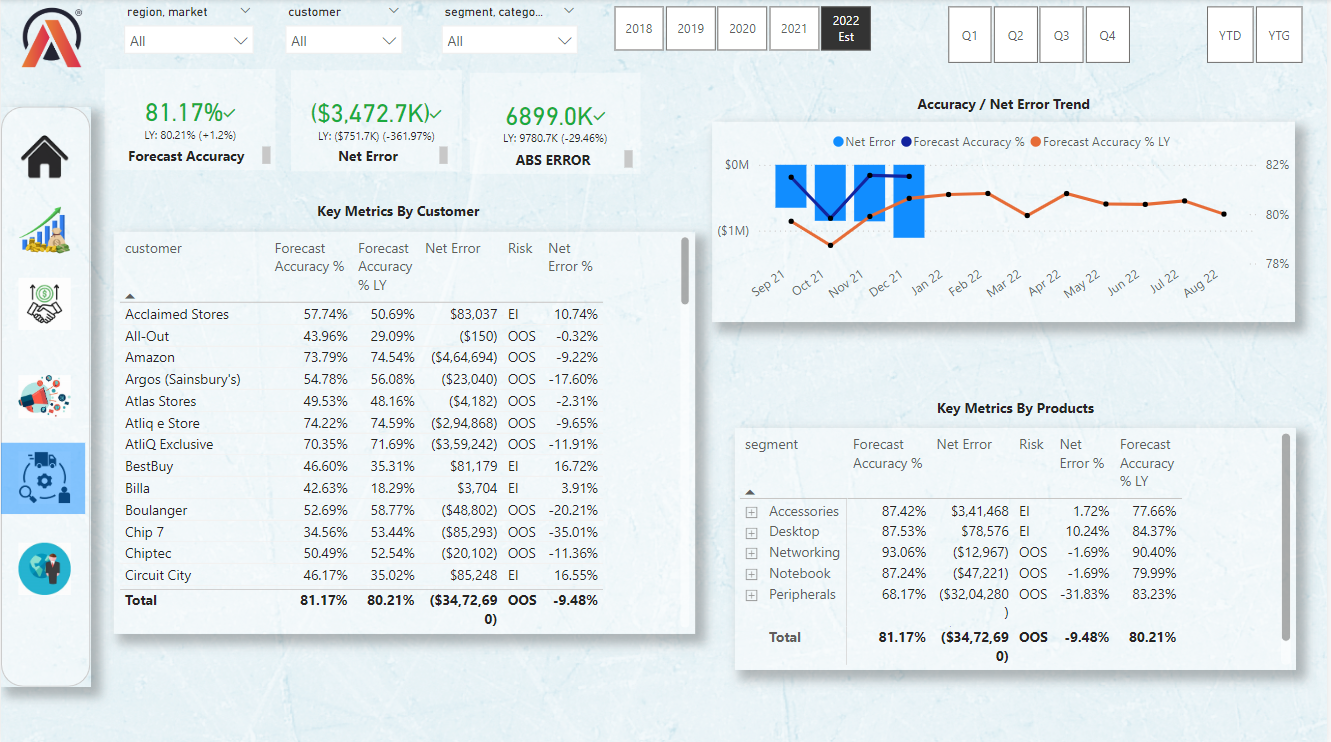 ®
region, market
All
customer
All
segment, catego...
All
2018
2019
2020
2021
2022
Est
Q1
Q2
Q3
Q4
YTD
YTG
81.17%
LY: 80.21% (+1.2%)
Forecast Accuracy
($3,472.7K)
LY: ($751.7K) (-361.97%)
Net Error
6899.0K
LY: 9780.7K (-29.46%)
ABS ERROR
Accuracy / Net Error Trend
Net Error Forecast Accuracy % Forecast Accuracy % LY
$0M
($1M)
82%
80%
78%
Sep 21
Oct 21
Nov 21
Dec 21
Jan 22
Feb 22
Mar 22
Apr 22
May 22
Jun 22
Jul 22
Aug 22
Key Metrics By Customer
customer Forecast Forecast Net Error Risk Net
Accuracy % Accuracy Error %
% LY
Acclaimed Stores 57.74% 50.69% $83,037 EI 10.74%
All-Out 43.96% 29.09% ($150) OOS -0.32%
Amazon 73.79% 74.54% ($4,64,694) OOS -9.22%
Argos (Sainsbury's) 54.78% 56.08% ($23,040) OOS -17.60%
Atlas Stores 49.53% 48.16% ($4,182) OOS -2.31%
Atliq e Store 74.22% 74.59% ($2,94,868) OOS -9.65%
AtliQ Exclusive 70.35% 71.69% ($3,59,242) OOS -11.91%
BestBuy 46.60% 35.31% $81,179 EI 16.72%
Billa 42.63% 18.29% $3,704 EI 3.91%
Boulanger 52.69% 58.77% ($48,802) OOS -20.21%
Chip 7 34.56% 53.44% ($85,293) OOS -35.01%
Chiptec 50.49% 52.54% ($20,102) OOS -11.36%
Circuit City 46.17% 35.02% $85,248 EI 16.55%
Total 81.17% 80.21% ($34,72,69 OOS -9.48%
0)
Key Metrics By Products
segment Forecast Net Error Risk Net Forecast
Accuracy % Error % Accuracy
% LY
Accessories 87.42% $3,41,468 EI 1.72% 77.66%
Desktop 87.53% $78,576 EI 10.24% 84.37%
Networking 93.06% ($12,967) OOS -1.69% 90.40%
Notebook 87.24% ($47,221) OOS -1.69% 79.99%
Peripherals 68.17% ($32,04,280 OOS -31.83% 83.23%
)
Total 81.17% ($34,72,69 OOS -9.48% 80.21%
0)